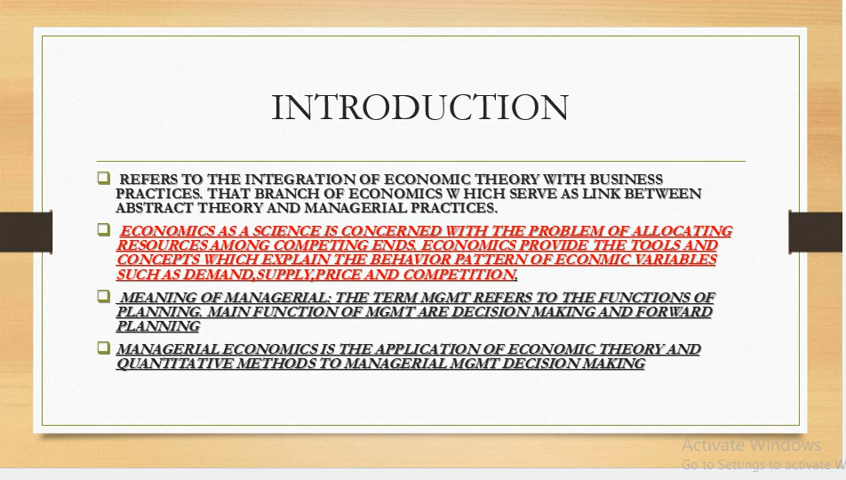 INTRODUCTION
REFERS TO THE INTEGRATION OF ECONOMIC THEORY WITH BUSINESS
PRACTICES. THAT BRANCH OF ECONOMICS W HICH SERVE AS LINK BETWEEN
ABSTRACT THEORY AND MANAGERIAL PRACTICES.
ECONOMICS AS A SCIENCE IS CONCERNED WITH THE PROBLEM OF ALLOCATING
RESOURCES AMONG COMPETING ENDS. ECONOMICS PROVIDE THE TOOLS AND
CONCEPTS WHICH EXPLAIN THE BEHAVIOR PATTERN OF ECONMIC VARIABLES
SUCH AS DEMAND,SUPPLY,PRICE AND COMPETITION.
MEANING OF MANAGERIAL: THE TERM MGMT REFERS TO THE FUNCTIONS OF
PLANNING. MAIN FUNCTION OF MGMT ARE DECISION MAKING AND FORWARD
PLANNING
MANAGERIAL ECONOMICS IS THE APPLICATION OF ECONOMIC THEORY AND
QUANTITATIVE METHODS TO MANAGERIAL MGMT DECISION MAKING
Activate Windows
Go to Settings to activate W